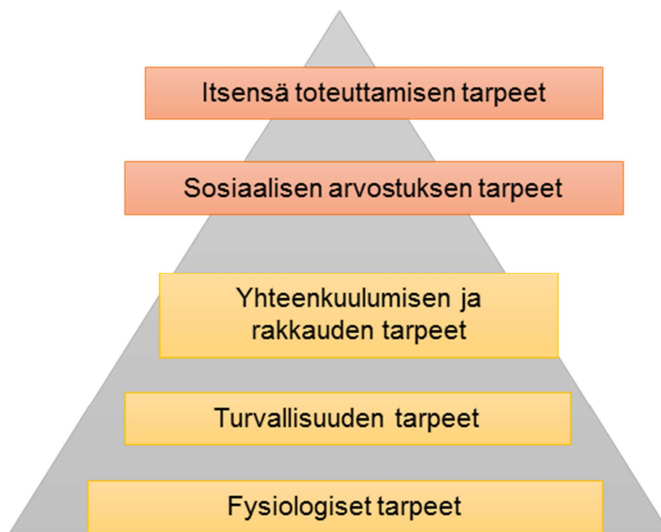 Itsensä toteuttamisen tarpeet
Sosiaalisen arvostuksen tarpeet
Yhteenkuulumisen ja
rakkauden tarpeet
Turvallisuuden tarpeet
Fysiologiset tarpeet